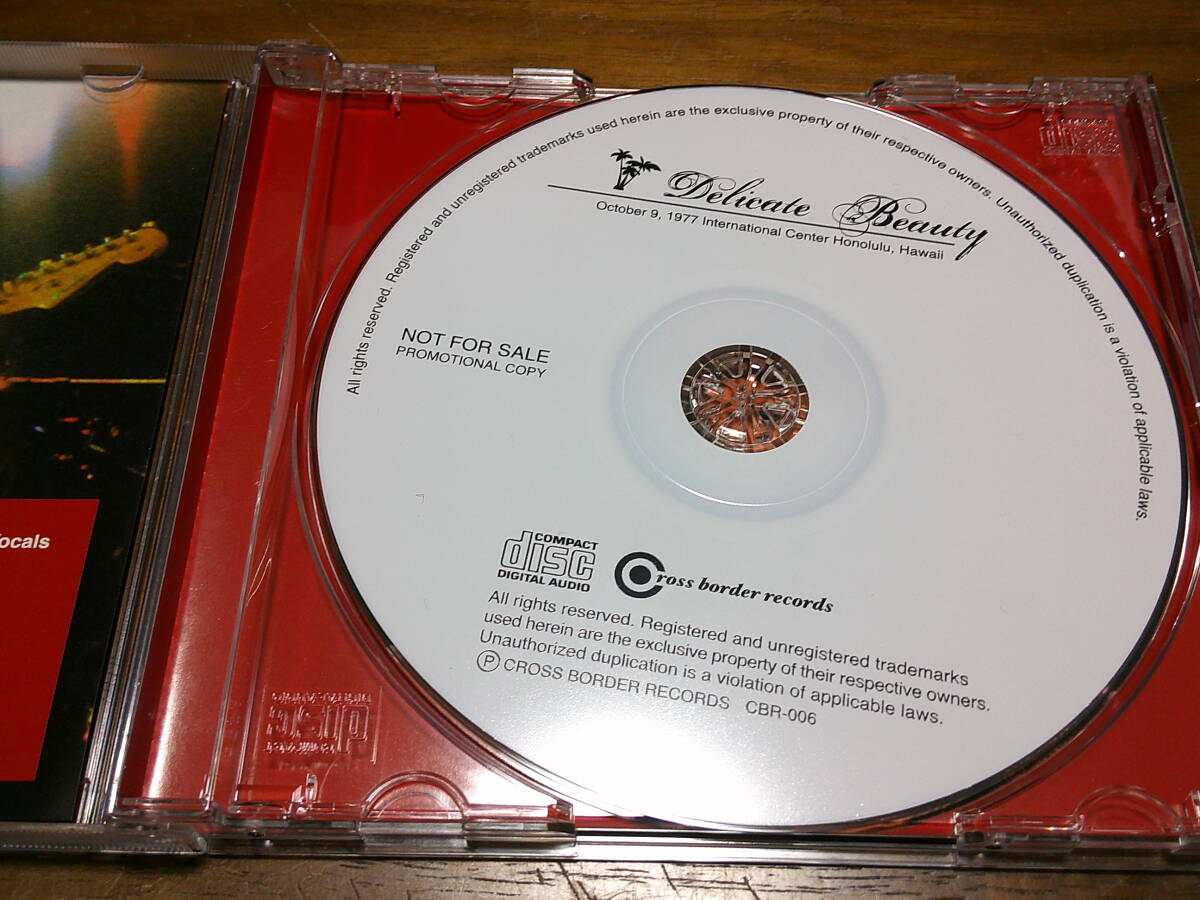 All rights reserved. Registered and unregistered trademarks used herein are the exclusive property of their respective owners. Unauthorized duplication is a violation of applicable laws.
Delicate Beauty
October 9, 1977 International Center Honolulu, Hawaii
NOT FOR SALE
PROMOTIONAL COPY
ocals
COMPACT
disc
DIGITAL AUDIO
Cross border records
All rights reserved. Registered and unregistered trademarks
used herein are the exclusive property of their respective owners.
Unauthorized duplication is a violation of applicable laws.
Ⓟ CROSS BORDER RECORDS CBR-006